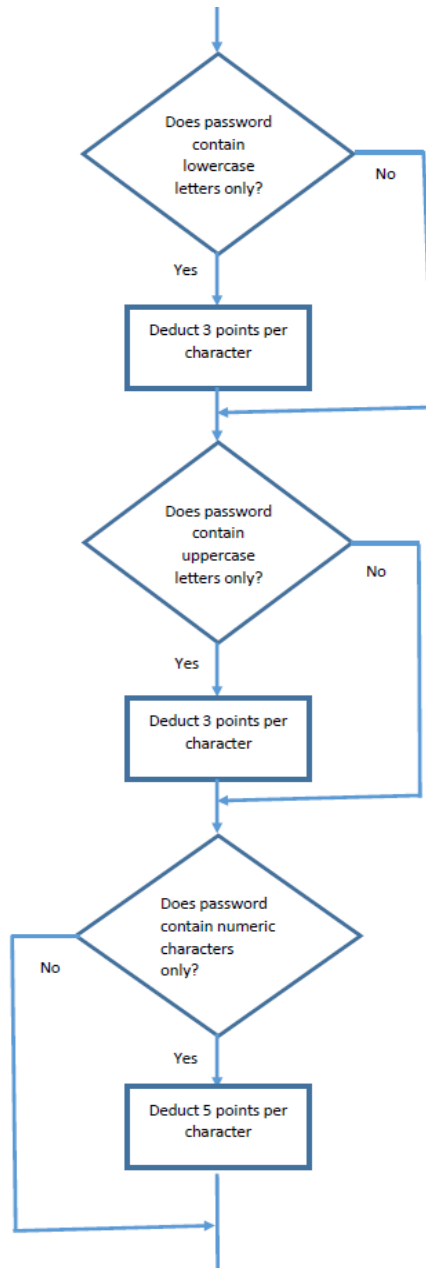 Does password
contain
lowercase
letters only?
No
Yes
Deduct 3 points per
character
Does password
contain
uppercase
letters only?
No
Yes
Deduct 3 points per
character
Does password
contain numeric
characters
only?
No
Yes
Deduct 5 points per
character